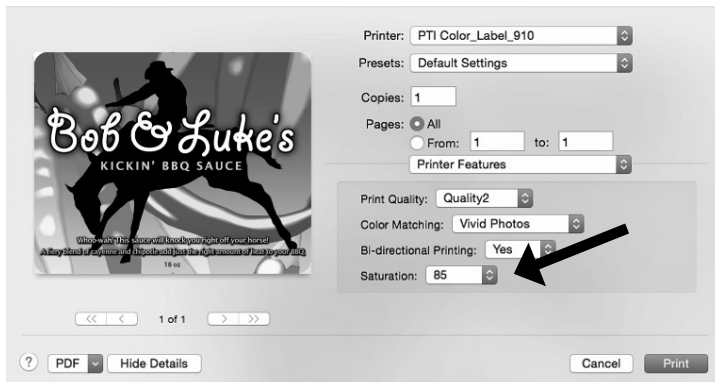 Printer: PTI Color_Label_910
Presets: Default Settings
Copies: 1
Pages: All
From: 1 to: 1
Printer Features
Print Quality: Quality2
Color Matching: Vivid Photos
Bi-directional Printing: Yes
Saturation: 85
Bob & Luke's
KICKIN' BBQ SAUCE
Whoo-wah! This sauce will knock you right off your horse!
A fiery blend of cayenne and chipotle add just the right amount of heat to your BBQ.
18 oz
<< < 1 of 1 > >>
? PDF Hide Details Cancel Print